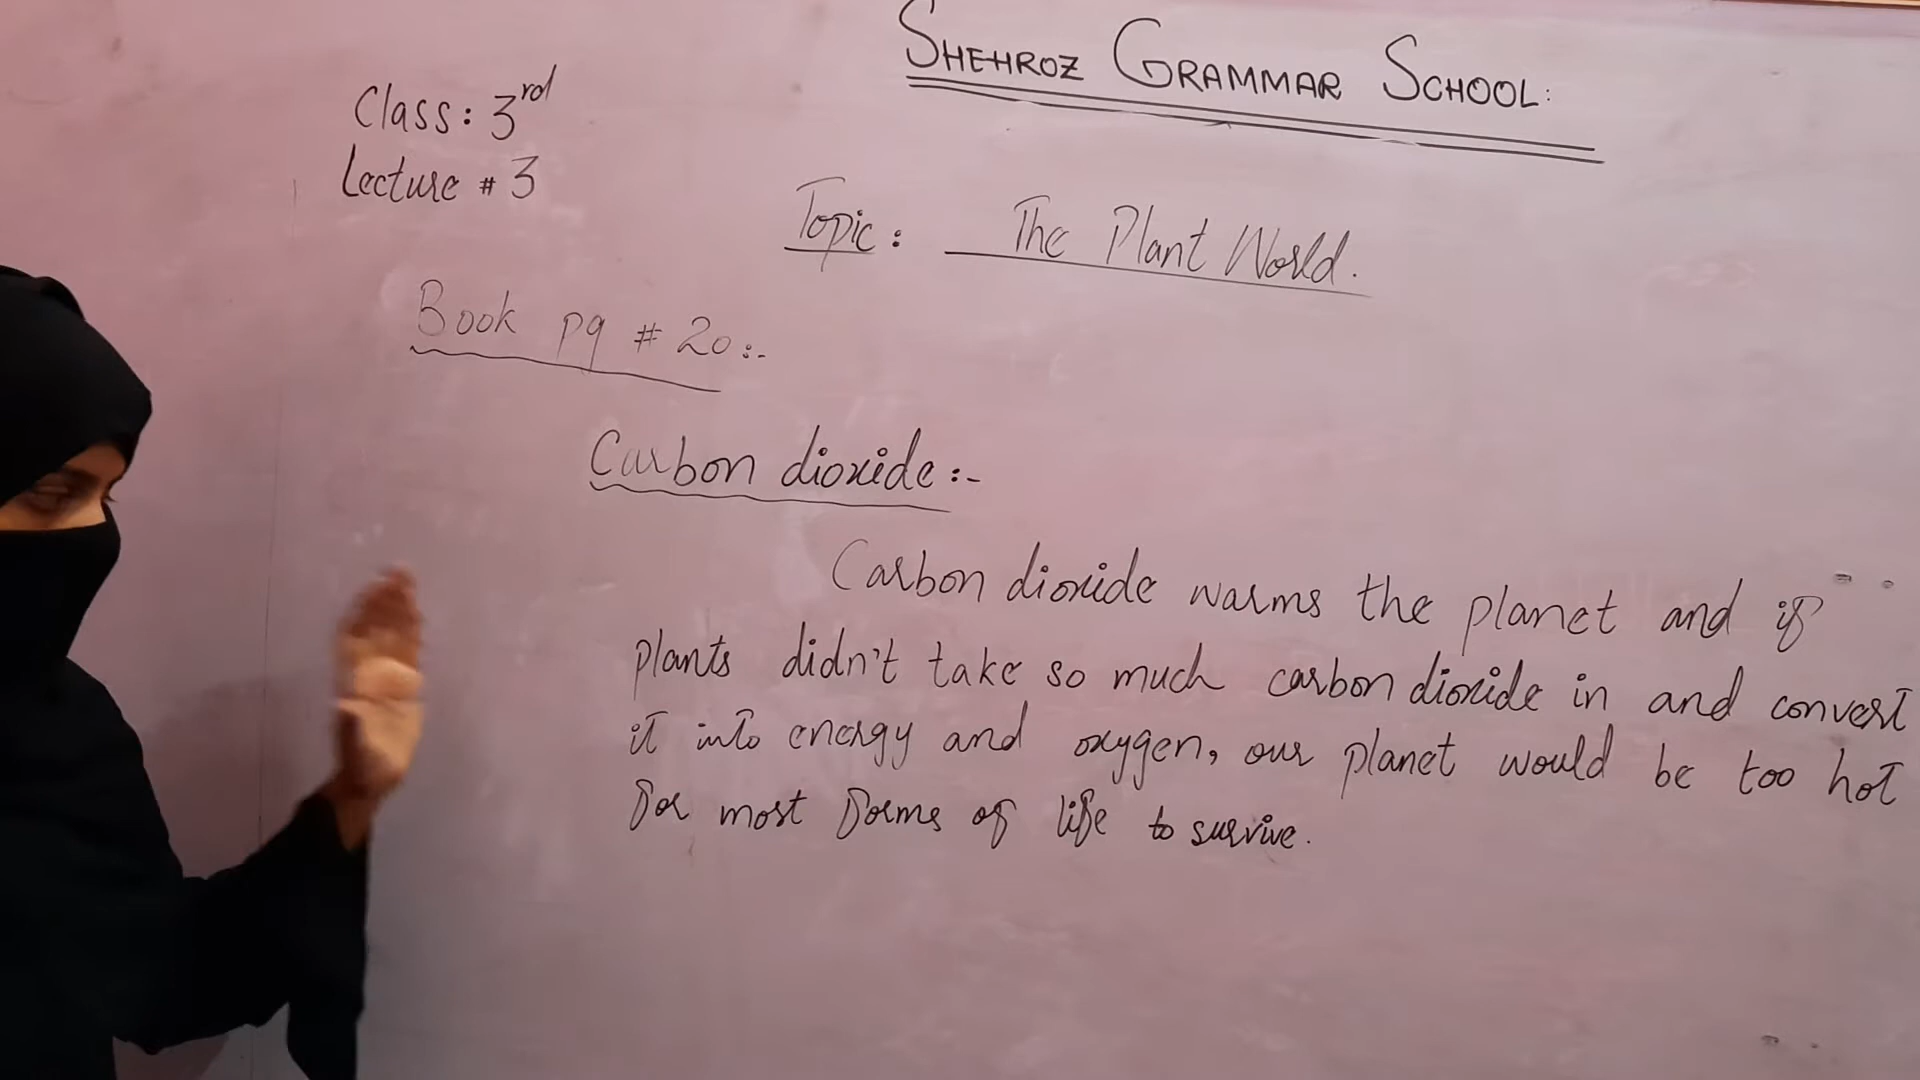 SHEHROZ GRAMMAR SCHOOL:
Class: 3rd
Lecture # 3
Topic: The Plant World.
Book pg # 20:-
Carbon dioxide:-
Carbon dioxide warms the planet and if
plants didn't take so much carbon dioxide in and convert
it into energy and oxygen, our planet would be too hot
for most forms of life to survive.